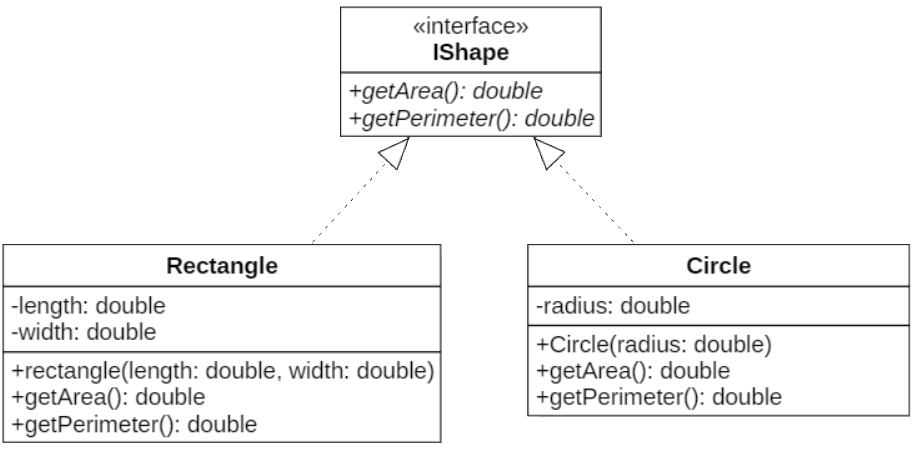 «interface»
IShape
+getArea(): double
+getPerimeter(): double
Rectangle
-length: double
-width: double
+rectangle(length: double, width: double)
+getArea(): double
+getPerimeter(): double
Circle
-radius: double
+Circle(radius: double)
+getArea(): double
+getPerimeter(): double